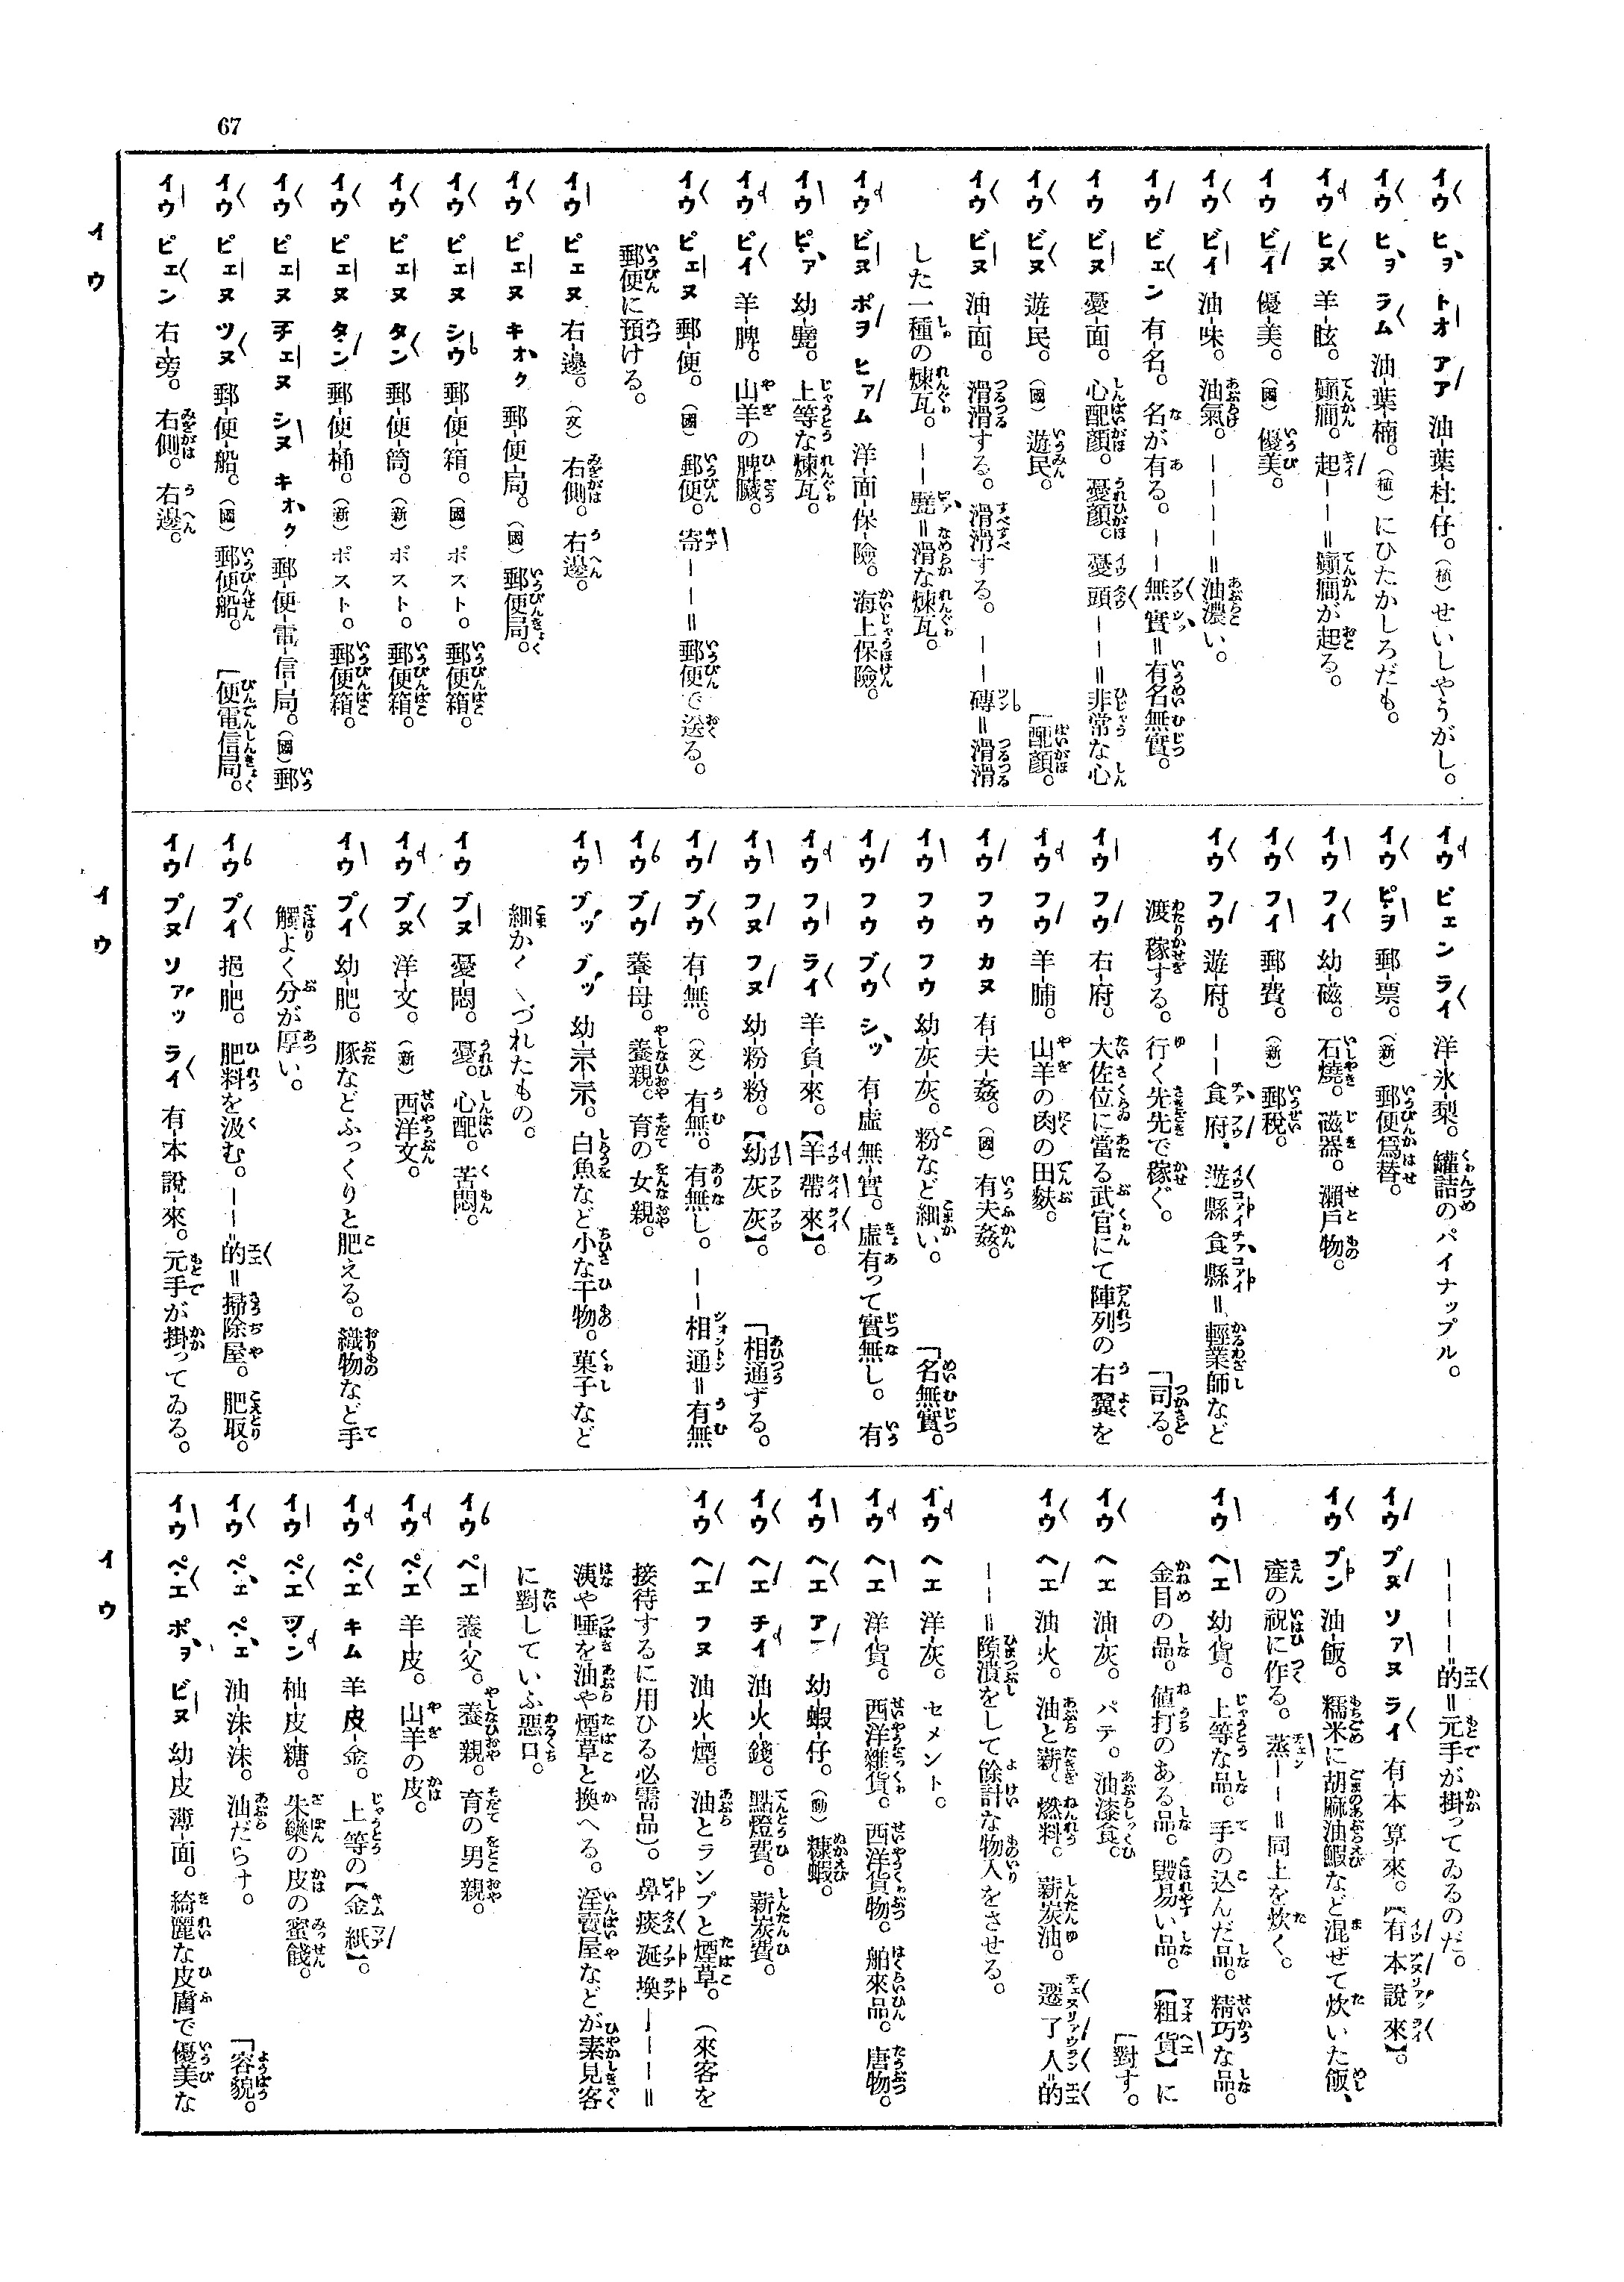 67
イウ ヒヲ トオ アア 油-葉-杜-仔。(植)せいしやうがし。
イウ ヒヲ ラム 油-葉-楠。(植)にひたかしろだも。
イウ ヒヌ 羊-眩。癲癇。起――=癲癇が起る。
イウ ビイ 優-美。(國)優美。
イウ ビイ 油-味。油氣。――――=油濃い。
イウ ビエン 有-名。名が有る。――無實=有名無實。
イウ ビヌ 憂-面。心配顔。憂顔。憂頭――=非常な心
「配顔。
イウ ビヌ 遊-民。(國)遊民。
イウ ビヌ 油-面。滑滑する。滑滑する。――磚=滑滑
した一種の煉瓦。――甓=滑な煉瓦。
イウ ビヌ ポヲ ヒアム 洋-面-保-險。海上保險。
イウ ピア 幼-甓。上等な煉瓦。
イウ ピイ 羊-脾。山羊の脾臟。
イウ ピエヌ 郵-便。(國)郵便。寄―――=郵便で送る。
郵便に預ける。
イウ ピエヌ 右-邊。(文)右側。右邊。
イウ ピエヌ キオク 郵-便-局。(國)郵便局。
イウ ピエヌ シウ 郵-便-箱。(國)ポスト。郵便箱。
イウ ピエヌ タン 郵-便-筒。(新)ポスト。郵便箱。
イウ ピエヌ タン 郵-便-桶。(新)ポスト。郵便箱。
イウ ピエヌ チエヌ シヌ キオク 郵-便-電-信-局。(國)郵
「便電信局。
イウ ピエヌ ツヌ 郵-便-船。(國)郵便船。
イウ ピエン 右-旁。右側。右邊。
イウ
イウ ピエン ライ 洋-氷-梨。罐詰のパイナップル。
イウ ピヲ 郵-票。(新)郵便爲替。
イウ フイ 幼-磁。石燒。磁器。瀨戸物。
イウ フイ 郵-費。(新)郵稅。
イウ フウ 遊-府。――食府・遊縣食縣=輕業師など
渡稼する。行く先先で稼ぐ。
「司る。
イウ フウ 右-府。大佐位に當る武官にて陣列の右翼を
イウ フウ 羊-脯。山羊の肉の田麩。
イウ フウ カヌ 有-夫-姦。(國)有夫姦。
イウ フウ フウ 幼-灰-灰。粉など細い。
「名無實。
イウ フウ ブウ シッ 有-虛-無-實。虛有って實無し。有
イウ フウ ライ 羊-負-來。【羊帶來】。
イウ フヌ フヌ 幼-粉-粉。【幼灰灰】。
「相通ずる。
イウ ブウ 有-無。(文)有無。有無し。――相通=有無
イウ ブウ 養-母。養親。育の女親。
イウ ブッ ブッ 幼-尗-尗。白魚など小な干物。菓子など
細かくくづれたもの。
イウ ブヌ 憂-悶。憂。心配。苦悶。
イウ ブヌ 洋-文。(新)西洋文。
イウ プイ 幼-肥。豚などふっくりと肥える。織物など手
觸よく分が厚い。
イウ プイ 挹-肥。肥料を汲む。――的=掃除屋。肥取。
イウ プヌ ソアッ ライ 有-本-說-來。元手が掛ってゐる。
イウ
――――的=元手が掛ってゐるのだ。
イウ プヌ ソアヌ ライ 有-本-算-來。【有本說來】。
イウ プン 油-飯。糯米に胡麻油蝦など混ぜて炊いた飯、
產の祝に作る。蒸――=同上を炊く。
イウ ヘエ 幼-貨。上等な品。手の込んだ品。精巧な品。
金目の品。値打のある品。毀易い品。【粗貨】に
「對す。
イウ ヘエ 油-灰。パテ。油漆食。
イウ ヘエ 油-火。油と薪。燃料。薪炭油。遷了人的
――=隙潰をして餘計な物入をさせる。
イウ ヘエ 洋-灰。セメント。
イウ ヘエ 洋-貨。西洋雜貨。西洋貨物。舶來品。唐物。
イウ ヘエ アー 幼-蝦-仔。(動)糠蝦。
イウ ヘエ チイ 油-火-錢。點燈費。薪炭費。
イウ ヘエ フヌ 油-火-煙。油とランプと煙草。(來客を
接待するに用ひる必需品)。鼻痰涎換――――=
洟や唾を油や煙草と換へる。淫賣屋などが素見客
に對していふ惡口。
イウ ペエ 養-父。養親。育の男親。
イウ ペエ 羊-皮。山羊の皮。
イウ ペエ キム 羊-皮-金。上等の【金紙】。
イウ ペエ ツン 柚-皮-糖。朱欒の皮の蜜餞。
イウ ペエ ペエ 油-洙-洙。油だらけ。
「容貌。
イウ ペエ ポヲ ビヌ 幼-皮-薄-面。綺麗な皮膚で優美な
イウ